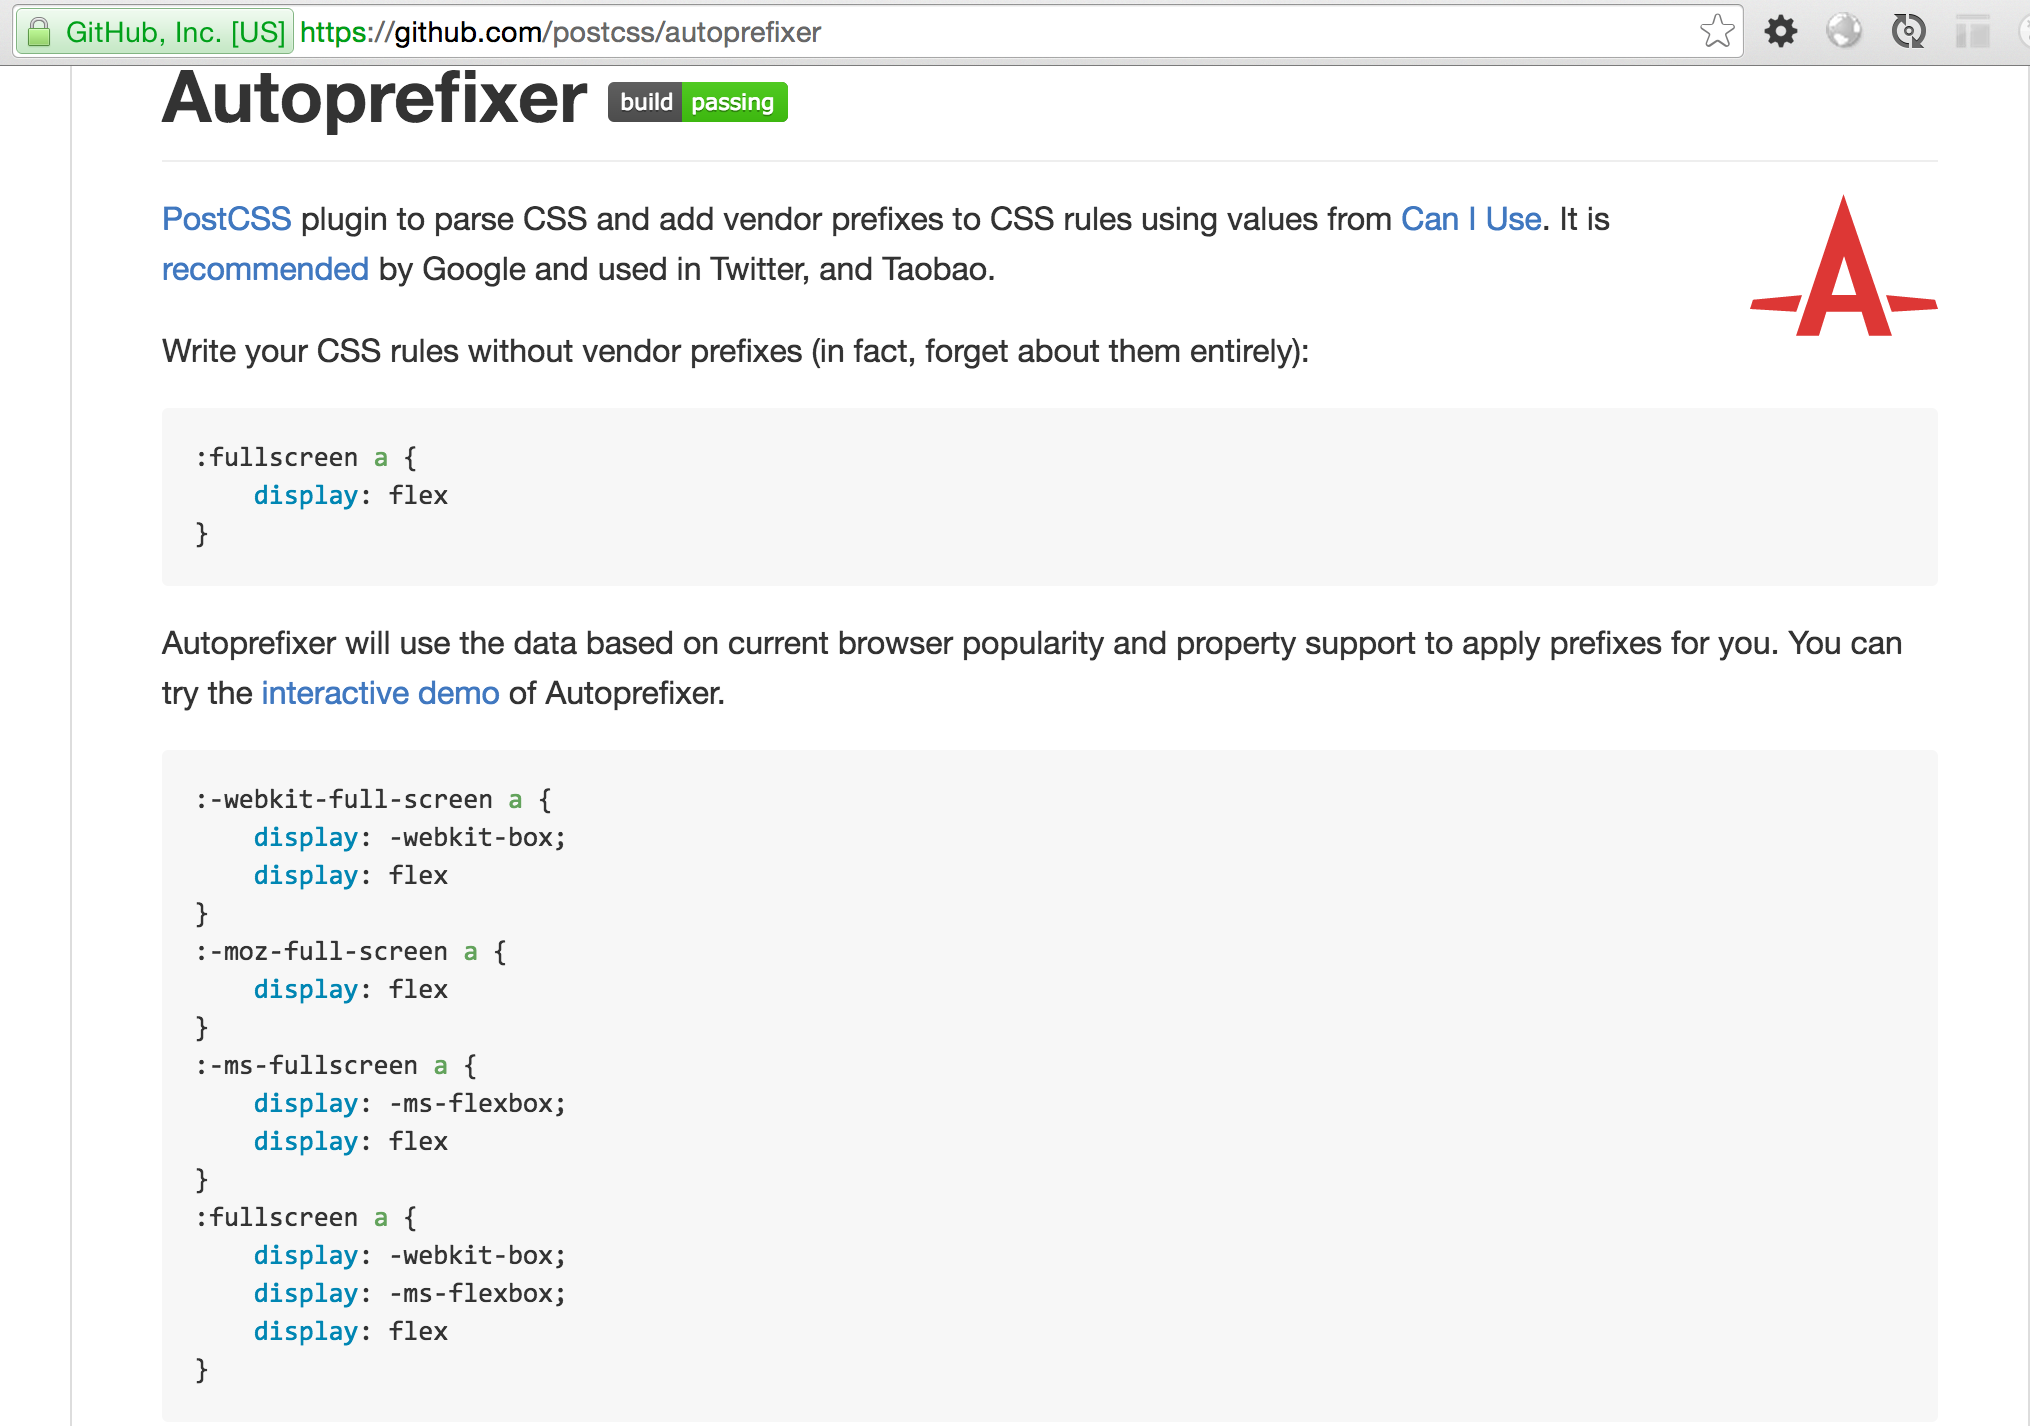 GitHub, Inc. [US] https://github.com/postcss/autoprefixer
Autoprefixer build passing
PostCSS plugin to parse CSS and add vendor prefixes to CSS rules using values from Can I Use. It is
recommended by Google and used in Twitter, and Taobao.
Write your CSS rules without vendor prefixes (in fact, forget about them entirely):
:fullscreen a {
    display: flex
}
Autoprefixer will use the data based on current browser popularity and property support to apply prefixes for you. You can
try the interactive demo of Autoprefixer.
:-webkit-full-screen a {
    display: -webkit-box;
    display: flex
}
:-moz-full-screen a {
    display: flex
}
:-ms-fullscreen a {
    display: -ms-flexbox;
    display: flex
}
:fullscreen a {
    display: -webkit-box;
    display: -ms-flexbox;
    display: flex
}